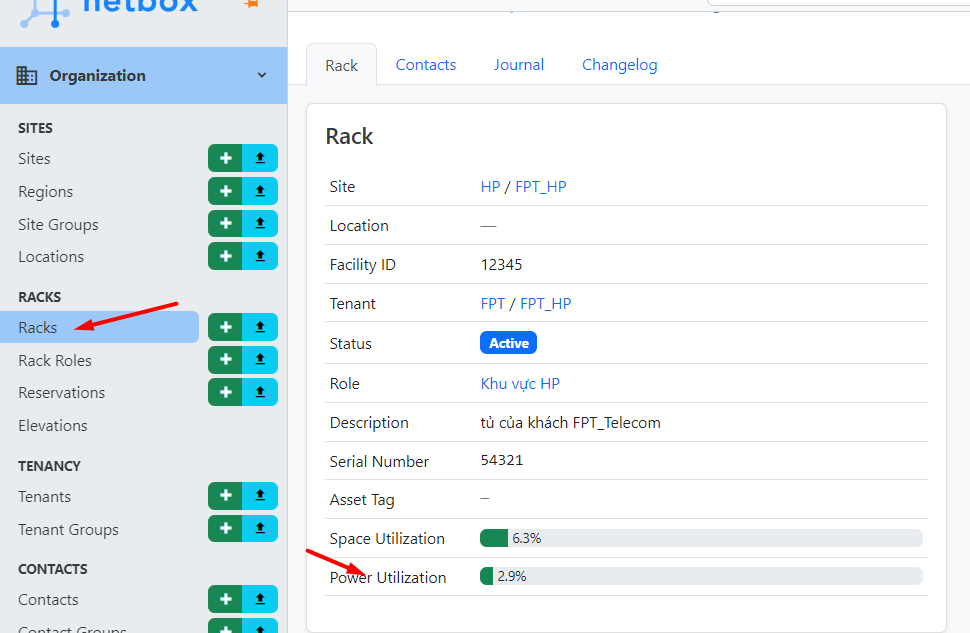 netbox
Organization
SITES
Sites
Regions
Site Groups
Locations
RACKS
Racks
Rack Roles
Reservations
Elevations
TENANCY
Tenants
Tenant Groups
CONTACTS
Contacts
Contact Groups
Rack Contacts Journal Changelog
Rack
Site HP / FPT_HP
Location —
Facility ID 12345
Tenant FPT / FPT_HP
Status Active
Role Khu vực HP
Description tủ của khách FPT_Telecom
Serial Number 54321
Asset Tag —
Space Utilization 6.3%
Power Utilization 2.9%